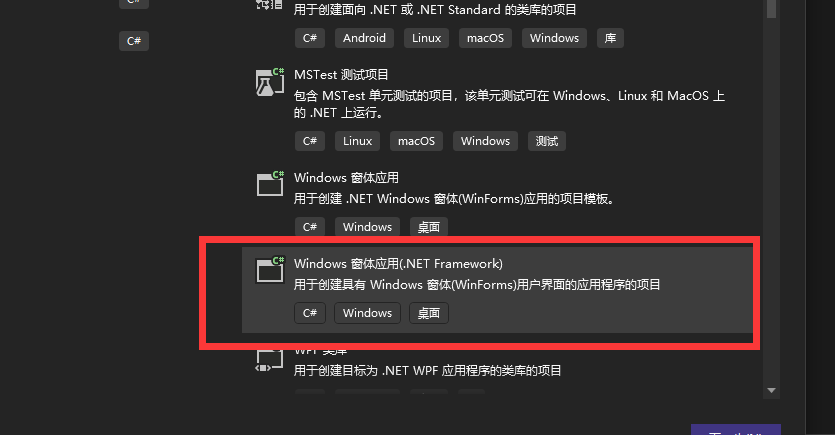 C#
用于创建面向 .NET 或 .NET Standard 的类库的项目
C# Android Linux macOS Windows 库
C#
MSTest 测试项目
包含 MSTest 单元测试的项目，该单元测试可在 Windows、Linux 和 MacOS 上
的 .NET 上运行。
C# Linux macOS Windows 测试
C#
Windows 窗体应用
用于创建 .NET Windows 窗体(WinForms)应用的项目模板。
C# Windows 桌面
C#
Windows 窗体应用(.NET Framework)
用于创建具有 Windows 窗体(WinForms)用户界面的应用程序的项目
C# Windows 桌面
WPF 类库
用于创建目标为 .NET WPF 应用程序的类库的项目